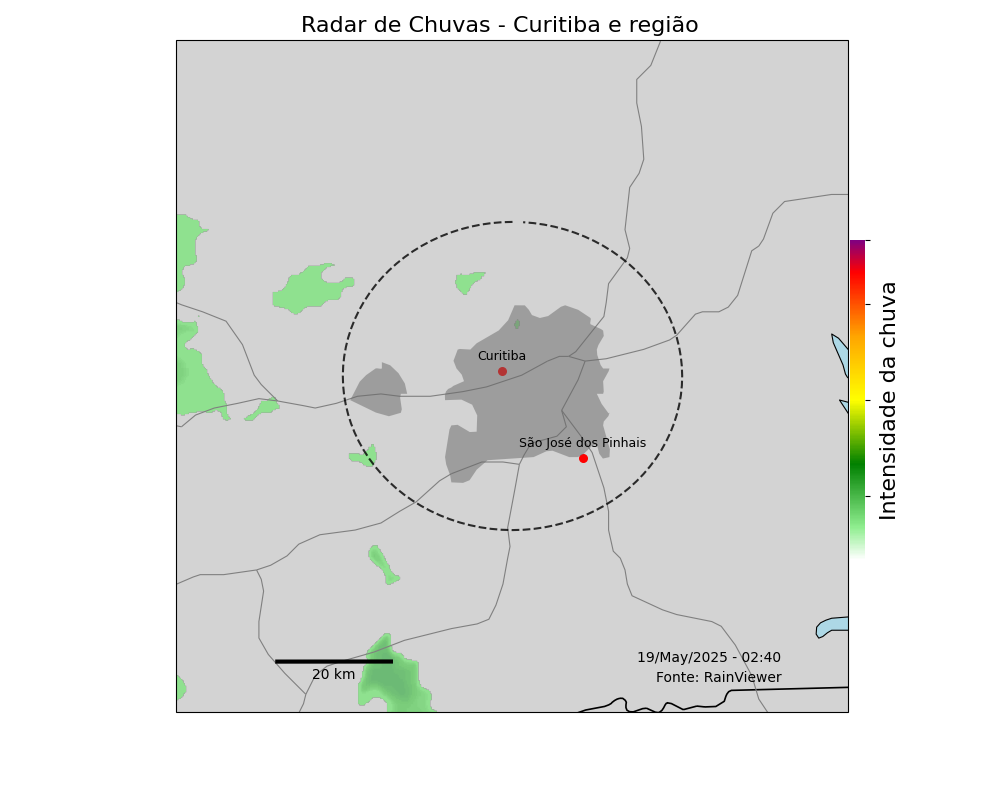 Radar de Chuvas - Curitiba e região
Curitiba
São José dos Pinhais
Intensidade da chuva
19/May/2025 - 02:40
Fonte: RainViewer
20 km